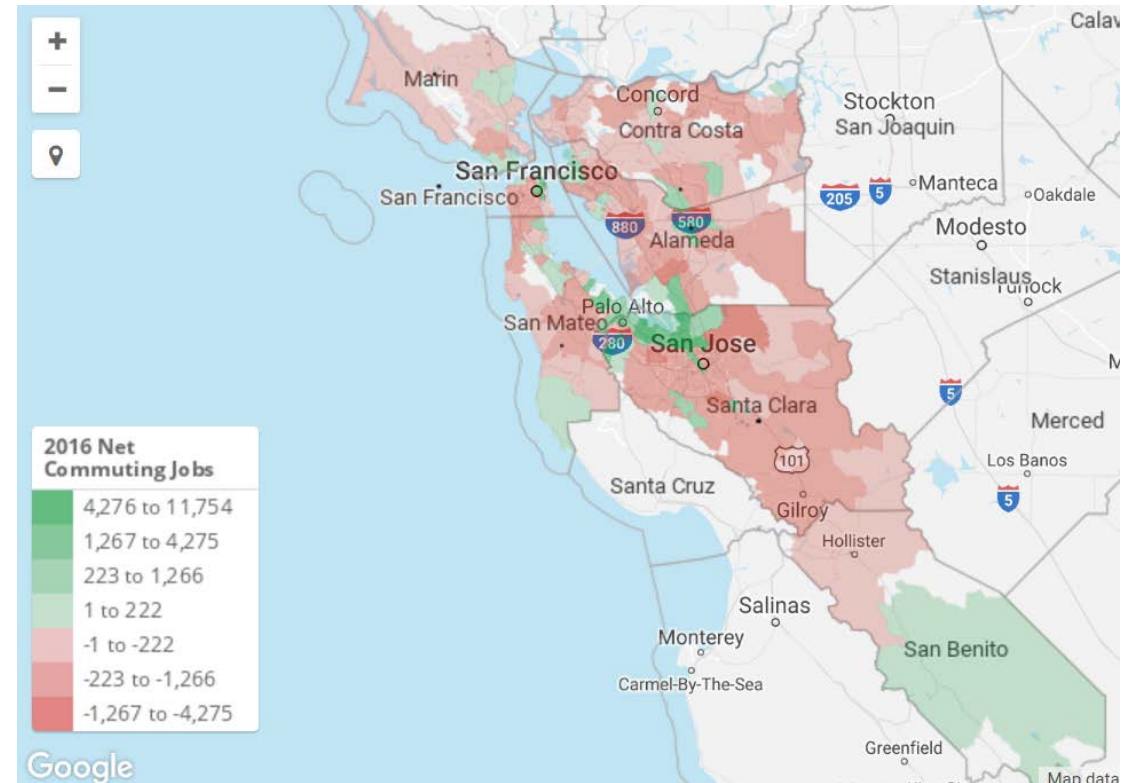 +
−
Calav
Marin
Concord
Contra Costa
Stockton
San Joaquin
San Francisco
San Francisco
Manteca
205
5
Oakdale
880
580
Alameda
Modesto
Stanislaus
Turlock
Palo Alto
San Mateo
280
San Jose
M
5
Santa Clara
Merced
2016 Net
Commuting Jobs
4,276 to 11,754
1,267 to 4,275
223 to 1,266
1 to 222
-1 to -222
-223 to -1,266
-1,267 to -4,275
101
Los Banos
Santa Cruz
5
Gilroy
Hollister
Salinas
Monterey
San Benito
Carmel-By-The-Sea
Greenfield
Google
Map data